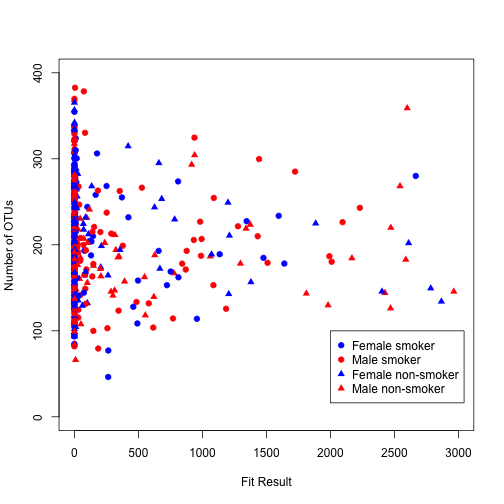 400
300
200
100
0
Number of OTUs
Female smoker
Male smoker
Female non-smoker
Male non-smoker
0 500 1000 1500 2000 2500 3000
Fit Result